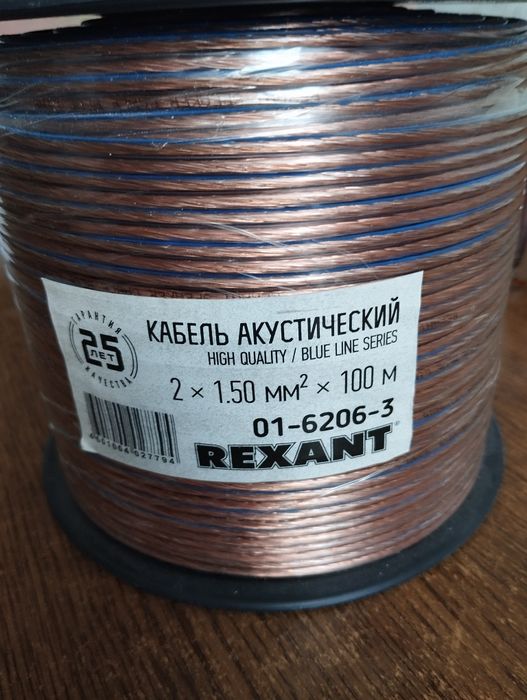 ГАРАНТИЯ
25
ЛЕТ
КАЧЕСТВА
КАБЕЛЬ АКУСТИЧЕСКИЙ
HIGH QUALITY / BLUE LINE SERIES
2 × 1.50 мм² × 100 м
01-6206-3
REXANT®